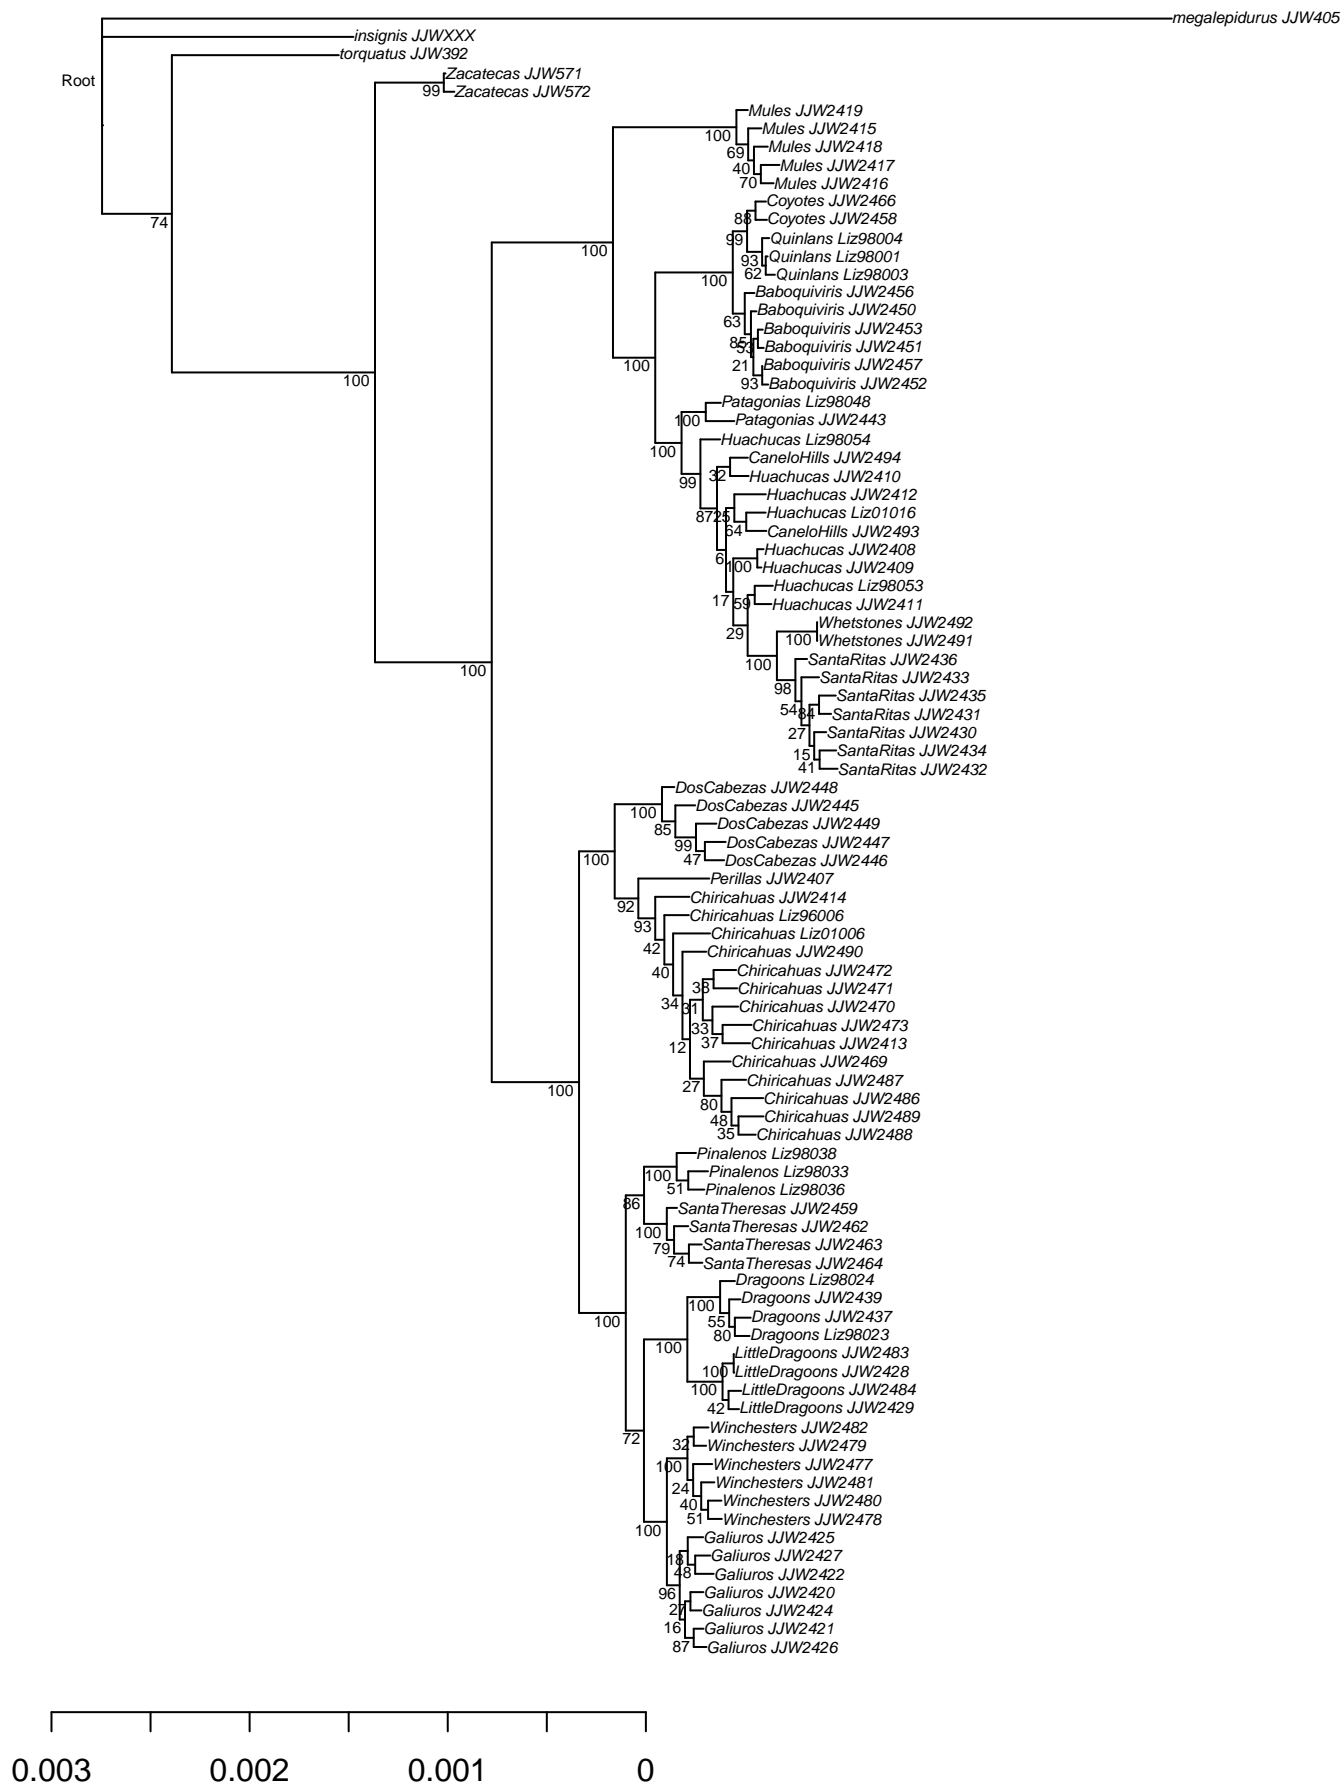 megalepidurus JJW405
insignis JJWXXX
torquatus JJW392
Root
Zacatecas JJW571
99
Zacatecas JJW572
Mules JJW2419
100
Mules JJW2415
69
Mules JJW2418
40
Mules JJW2417
70
Mules JJW2416
Coyotes JJW2466
88
Coyotes JJW2458
74
99
Quinlans Liz98004
100
93
Quinlans Liz98001
62
Quinlans Liz98003
100
Baboquiviris JJW2456
63
Baboquiviris JJW2450
Baboquiviris JJW2453
85
53
Baboquiviris JJW2451
100
21
Baboquiviris JJW2457
100
93
Baboquiviris JJW2452
Patagonias Liz98048
100
Patagonias JJW2443
Huachucas Liz98054
100
CaneloHills JJW2494
32
Huachucas JJW2410
99
Huachucas JJW2412
87
25
Huachucas Liz01016
64
CaneloHills JJW2493
Huachucas JJW2408
6
100
Huachucas JJW2409
Huachucas Liz98053
17
59
Huachucas JJW2411
Whetstones JJW2492
29
100
Whetstones JJW2491
SantaRitas JJW2436
100
100
SantaRitas JJW2433
98
SantaRitas JJW2435
54
84
SantaRitas JJW2431
27
SantaRitas JJW2430
15
SantaRitas JJW2434
41
SantaRitas JJW2432
DosCabezas JJW2448
DosCabezas JJW2445
100
DosCabezas JJW2449
85
DosCabezas JJW2447
99
DosCabezas JJW2446
100
47
Perillas JJW2407
Chiricahuas JJW2414
92
Chiricahuas Liz96006
93
Chiricahuas Liz01006
42
Chiricahuas JJW2490
40
Chiricahuas JJW2472
38
Chiricahuas JJW2471
34
31
Chiricahuas JJW2470
33
Chiricahuas JJW2473
37
Chiricahuas JJW2413
12
Chiricahuas JJW2469
Chiricahuas JJW2487
100
27
Chiricahuas JJW2486
80
Chiricahuas JJW2489
48
Chiricahuas JJW2488
35
Pinalenos Liz98038
Pinalenos Liz98033
100
Pinalenos Liz98036
51
86
SantaTheresas JJW2459
SantaTheresas JJW2462
100
SantaTheresas JJW2463
79
SantaTheresas JJW2464
74
Dragoons Liz98024
Dragoons JJW2439
100
Dragoons JJW2437
100
55
Dragoons Liz98023
80
LittleDragoons JJW2483
100
LittleDragoons JJW2428
100
LittleDragoons JJW2484
100
LittleDragoons JJW2429
42
Winchesters JJW2482
72
Winchesters JJW2479
32
Winchesters JJW2477
100
Winchesters JJW2481
24
Winchesters JJW2480
40
Winchesters JJW2478
51
100
Galiuros JJW2425
Galiuros JJW2427
18
Galiuros JJW2422
48
Galiuros JJW2420
96
Galiuros JJW2424
27
Galiuros JJW2421
16
Galiuros JJW2426
87
0.003 0.002 0.001 0